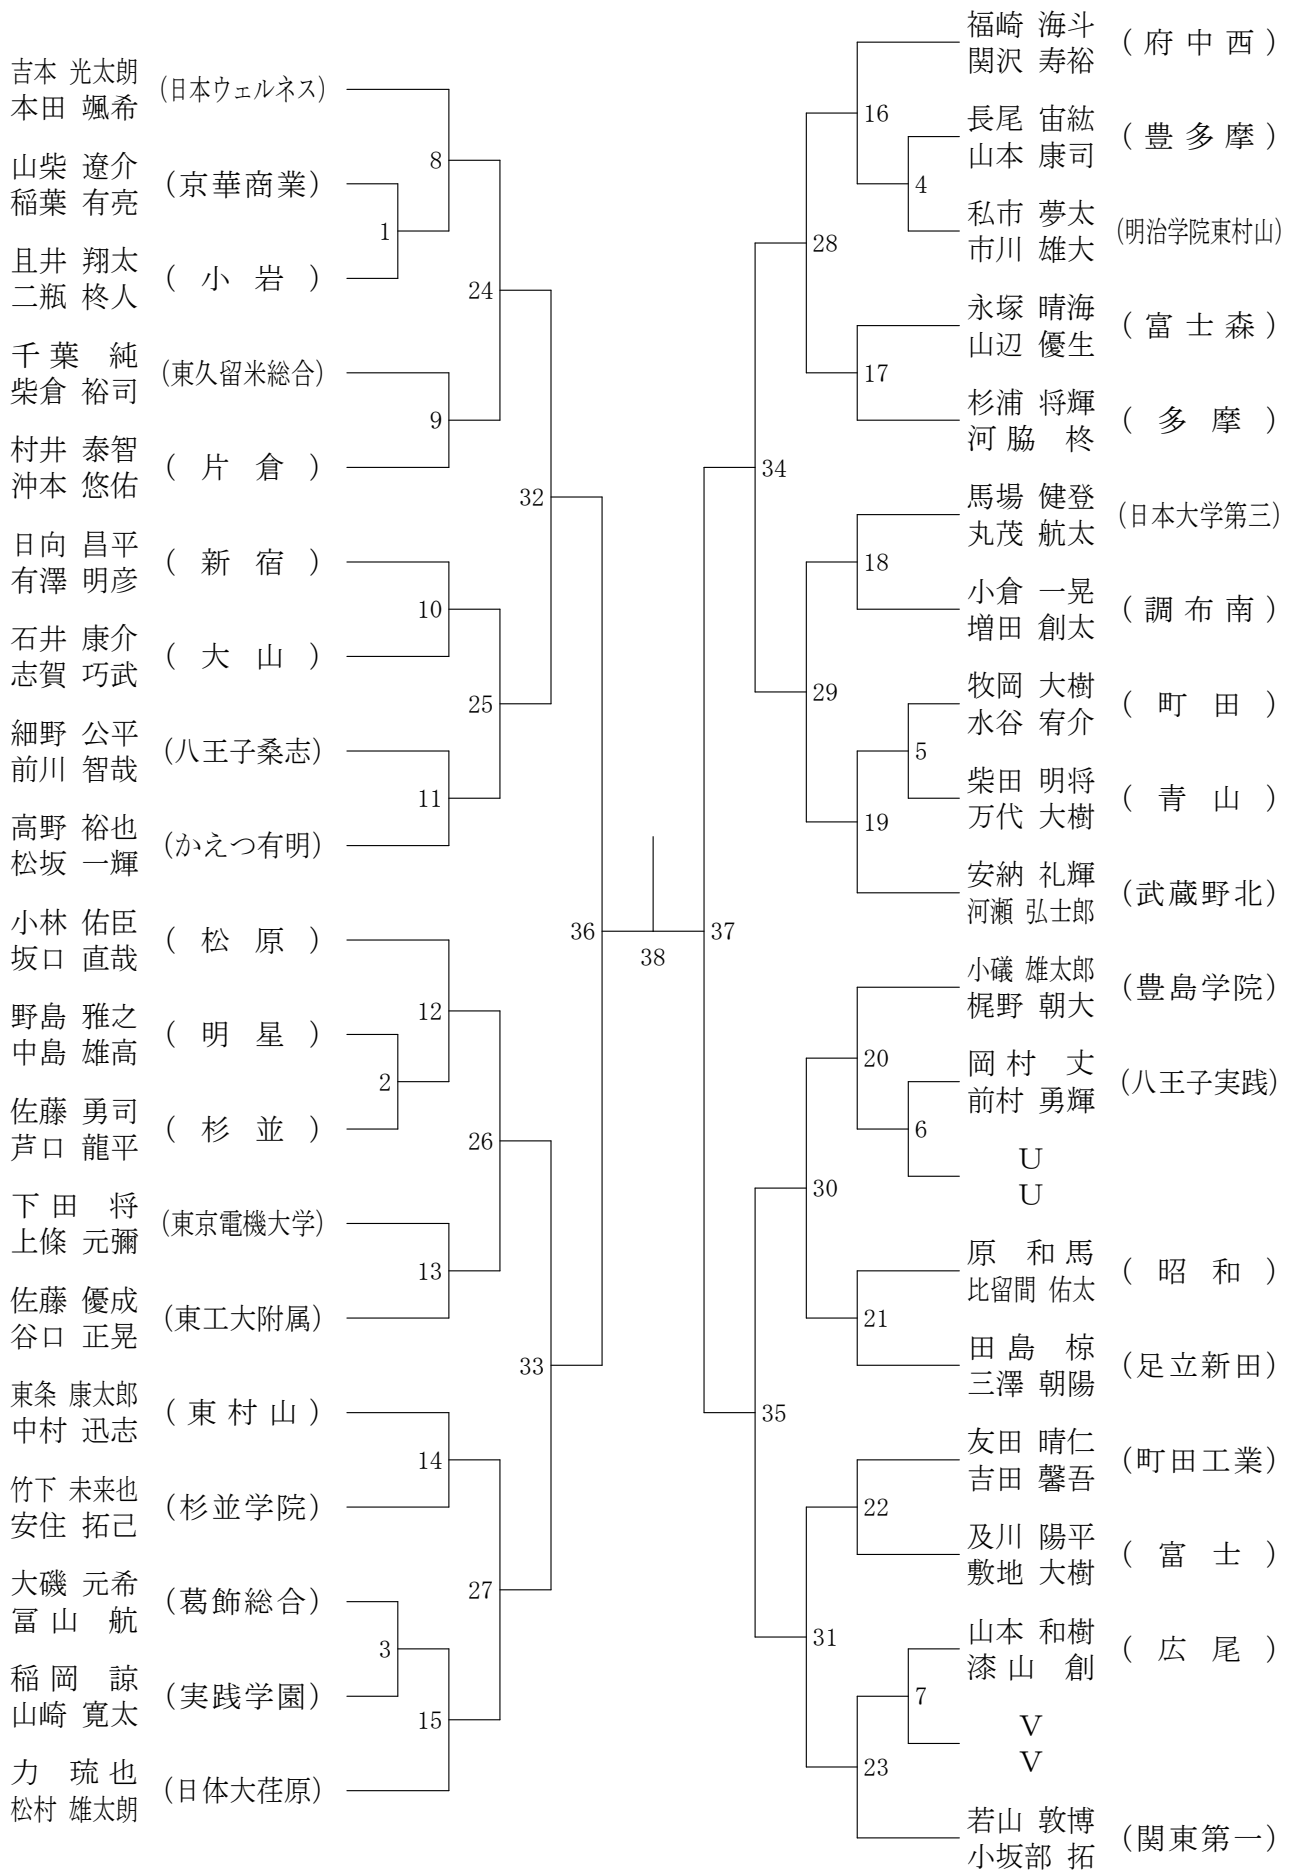 吉本 光太朗
本田 颯希
(日本ウェルネス)
山柴 遼介
稲葉 有亮
(京華商業)
且井 翔太
二瓶 柊人
( 小 岩 )
千葉 純
柴倉 裕司
(東久留米総合)
村井 泰智
沖本 悠佑
( 片 倉 )
日向 昌平
有澤 明彦
( 新 宿 )
石井 康介
志賀 巧武
( 大 山 )
細野 公平
前川 智哉
(八王子桑志)
高野 裕也
松坂 一輝
(かえつ有明)
小林 佑臣
坂口 直哉
( 松 原 )
野島 雅之
中島 雄高
( 明 星 )
佐藤 勇司
芦口 龍平
( 杉 並 )
下田 将
上條 元彌
(東京電機大学)
佐藤 優成
谷口 正晃
(東工大附属)
東条 康太郎
中村 迅志
( 東 村 山 )
竹下 未来也
安住 拓己
(杉並学院)
大磯 元希
冨山 航
(葛飾総合)
稲岡 諒
山崎 寛太
(実践学園)
力 琉也
松村 雄太朗
(日体大荏原)
1
2
3
8
9
10
11
12
13
14
15
24
25
26
27
32
33
36
38
37
34
35
28
29
30
31
16
17
18
19
20
21
22
23
4
5
6
7
福崎 海斗
関沢 寿裕
( 府 中 西 )
長尾 宙紘
山本 康司
( 豊 多 摩 )
私市 夢太
市川 雄大
(明治学院東村山)
永塚 晴海
山辺 優生
( 富 士 森 )
杉浦 将輝
河脇 柊
( 多 摩 )
馬場 健登
丸茂 航太
(日本大学第三)
小倉 一晃
増田 創太
( 調 布 南 )
牧岡 大樹
水谷 宥介
( 町 田 )
柴田 明将
万代 大樹
( 青 山 )
安納 礼輝
河瀬 弘士郎
(武蔵野北)
小礒 雄太郎
梶野 朝大
(豊島学院)
岡村 丈
前村 勇輝
(八王子実践)
U
U
原 和馬
比留間 佑太
( 昭 和 )
田島 椋
三澤 朝陽
(足立新田)
友田 晴仁
吉田 馨吾
(町田工業)
及川 陽平
敷地 大樹
( 富 士 )
山本 和樹
漆山 創
( 広 尾 )
V
V
若山 敦博
小坂部 拓
(関東第一)